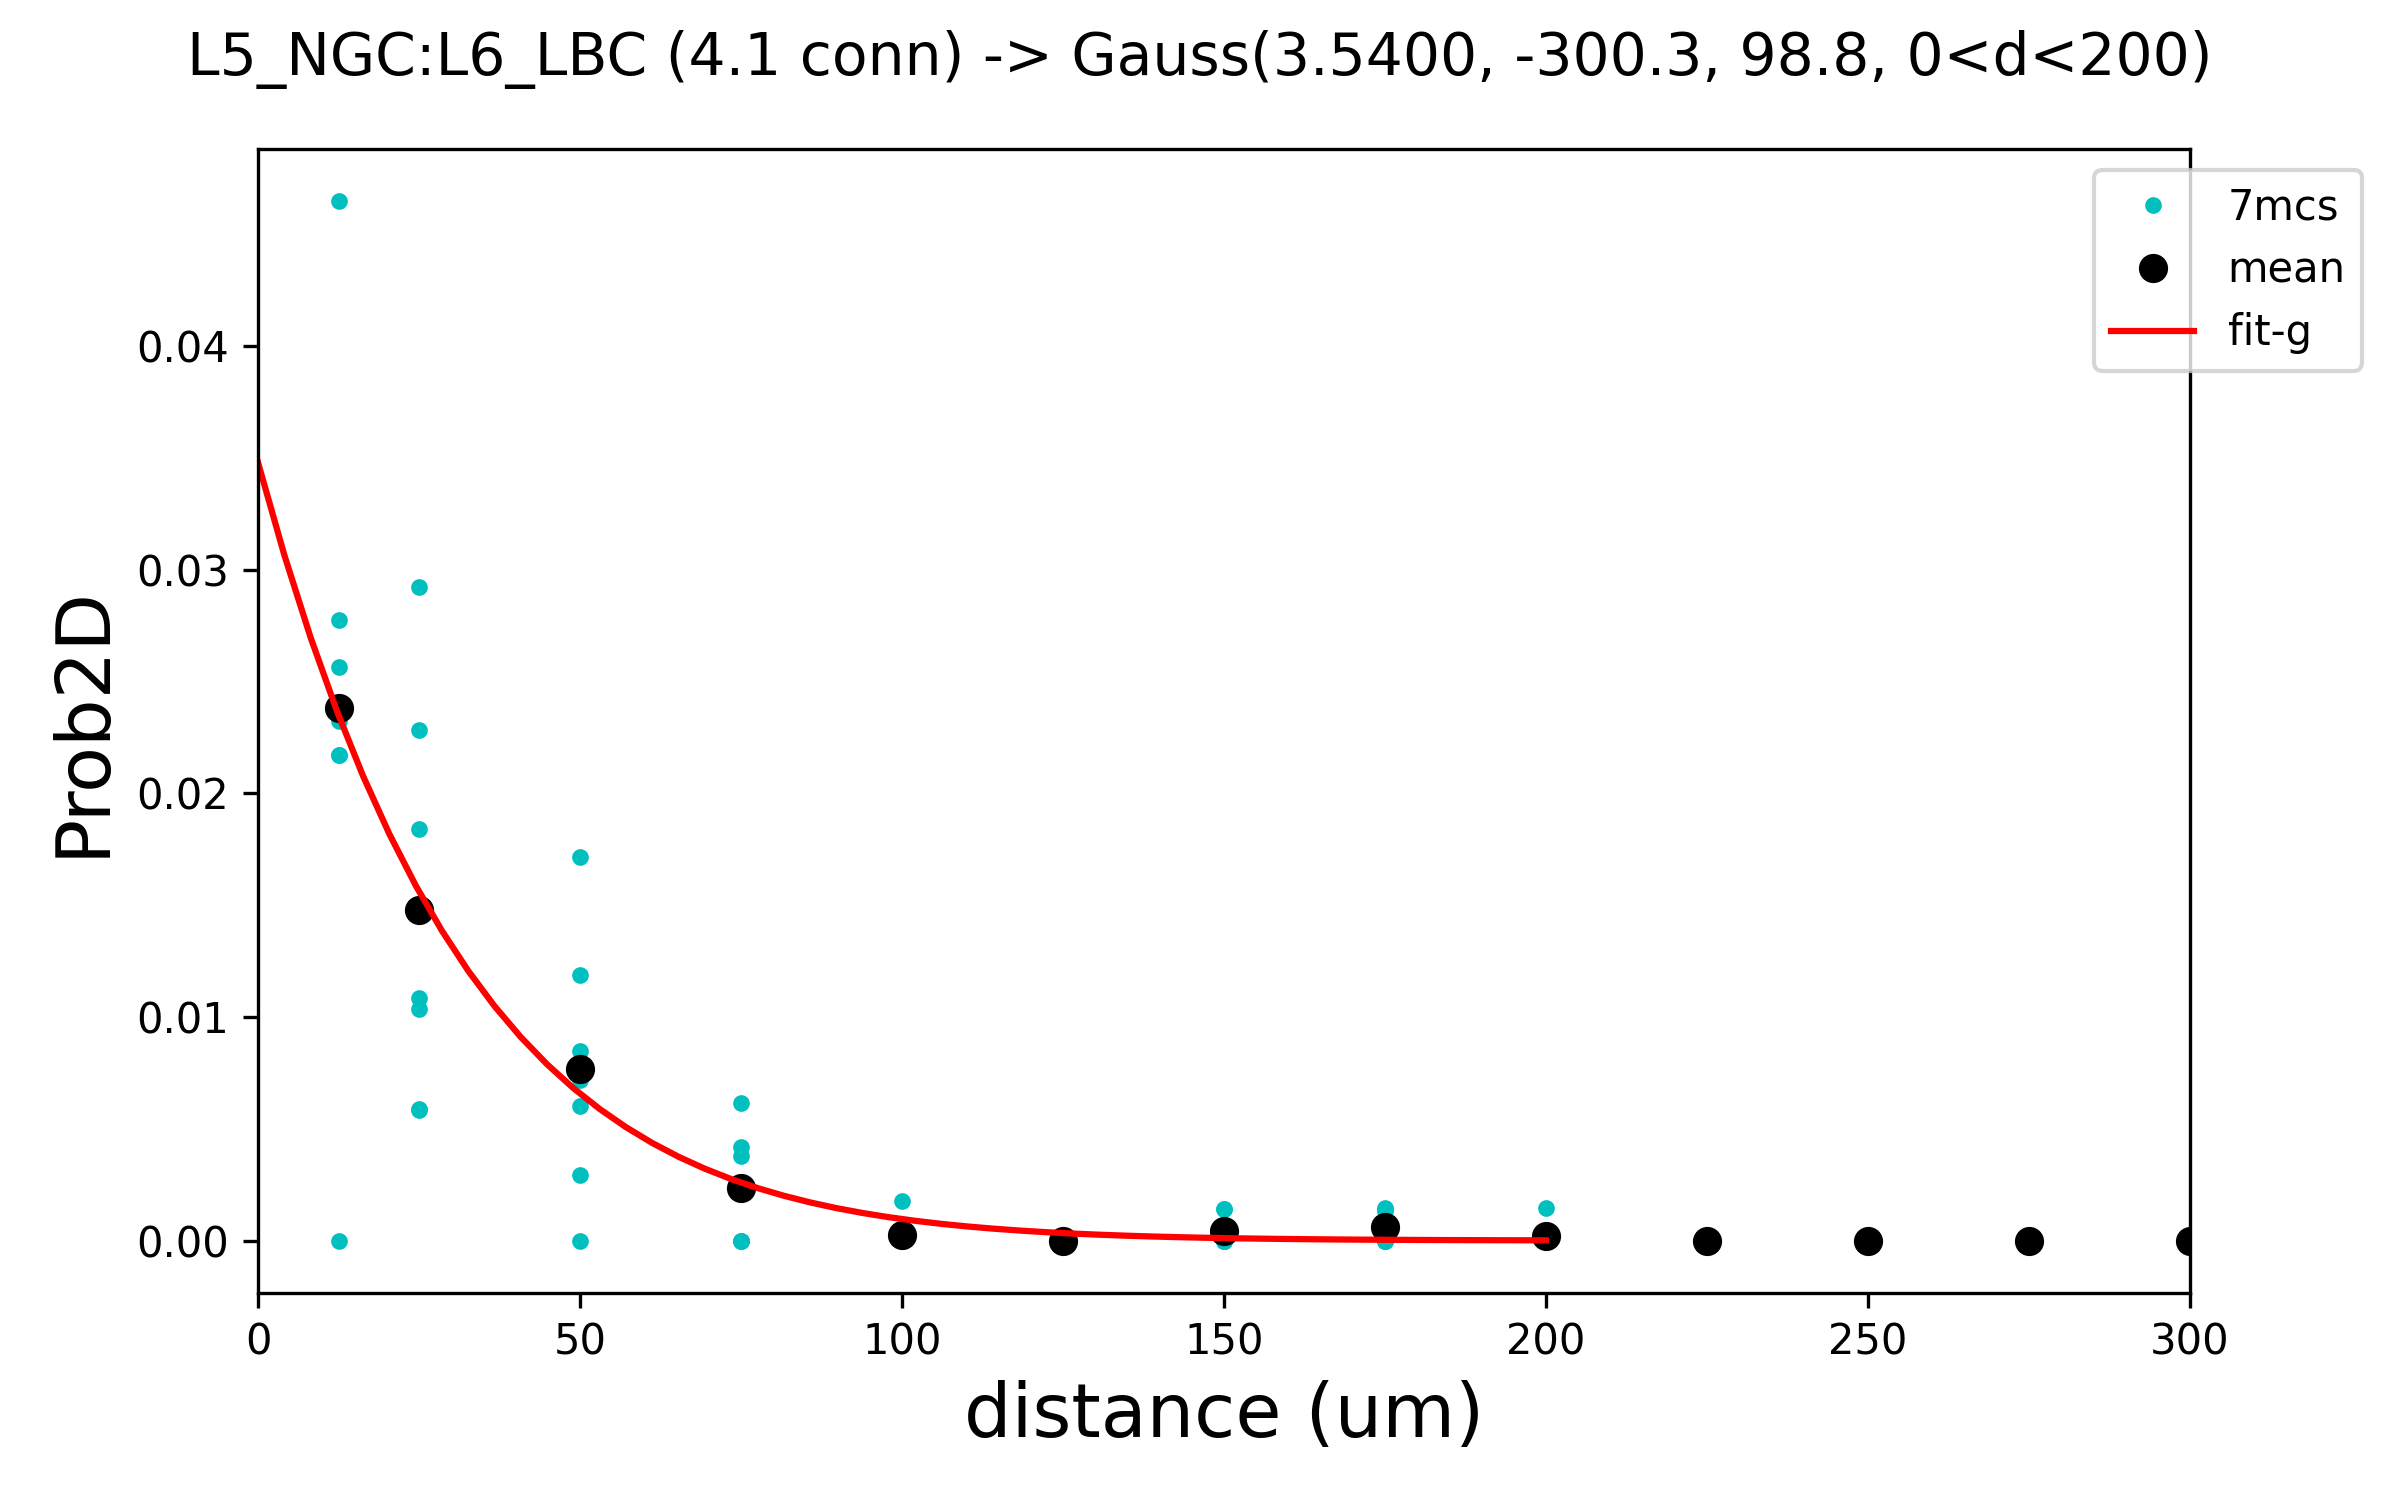 L5_NGC:L6_LBC (4.1 conn) -> Gauss(3.5400, -300.3, 98.8, 0<d<200)
7mcs
mean
fit-g
Prob2D
0.04
0.03
0.02
0.01
0.00
0 50 100 150 200 250 300
distance (um)